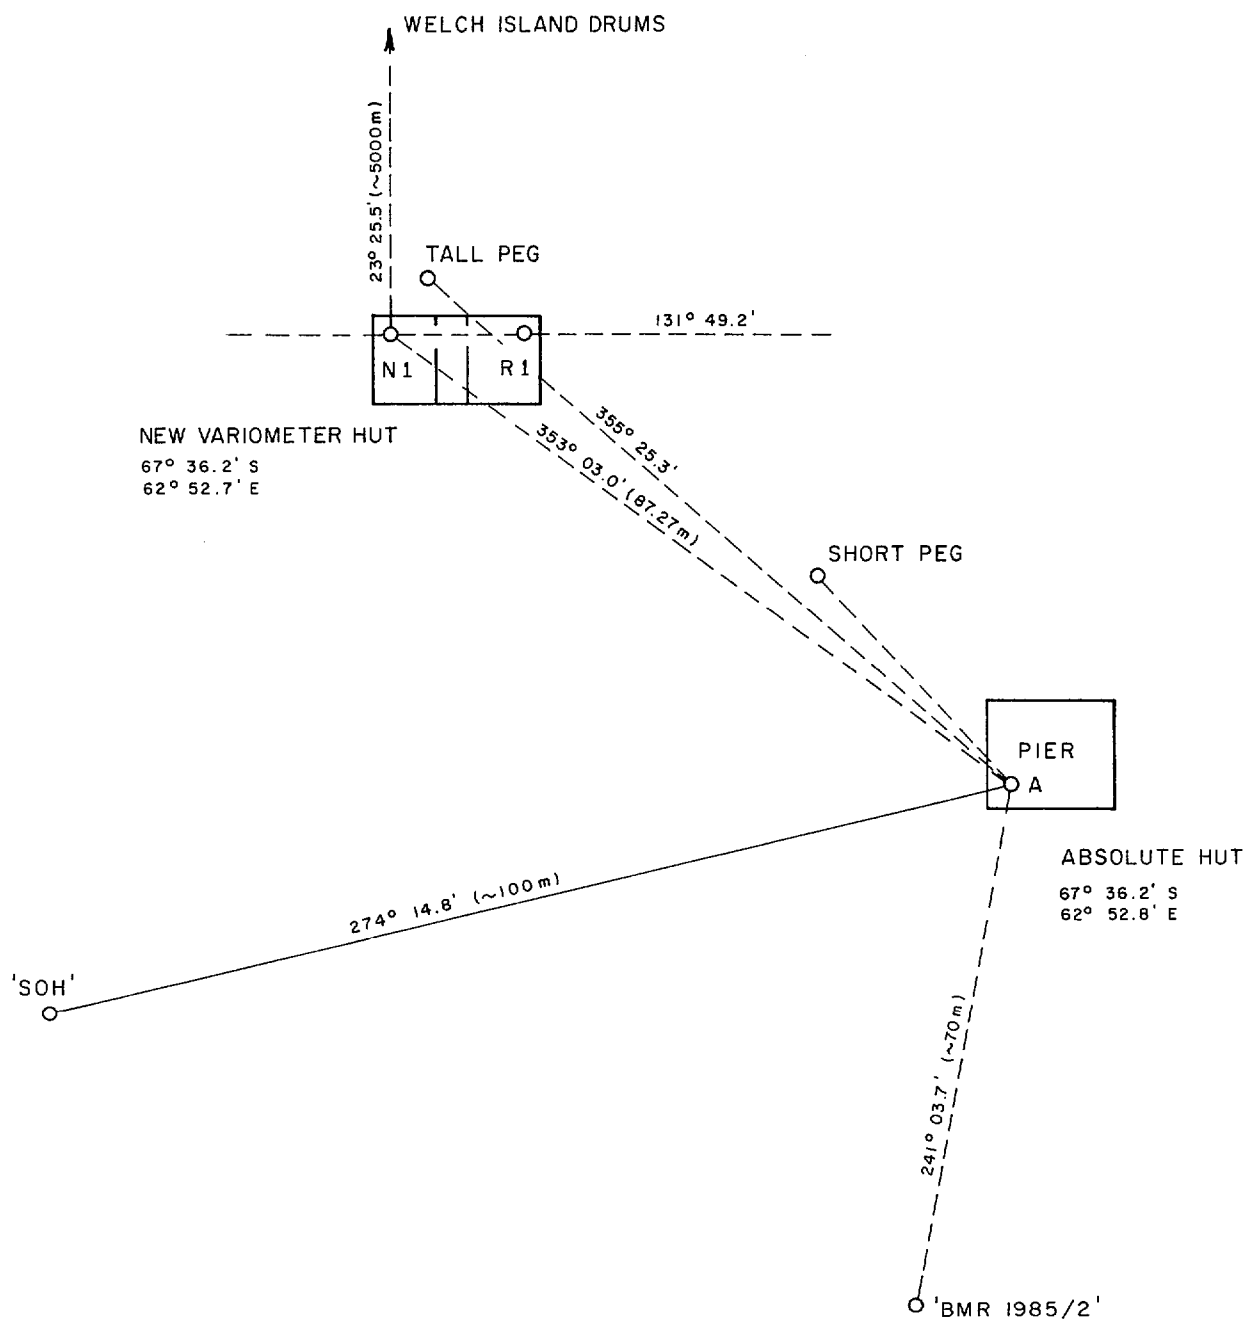 WELCH ISLAND DRUMS
23° 25.5' (~5000m)
TALL PEG
131° 49.2'
N1
R1
NEW VARIOMETER HUT
67° 36.2' S
62° 52.7' E
355° 25.3'
353° 03.0' (87.27m)
SHORT PEG
PIER
A
ABSOLUTE HUT
67° 36.2' S
62° 52.8' E
274° 14.8' (~100m)
'SOH'
241° 03.7' (~70m)
'BMR 1985/2'